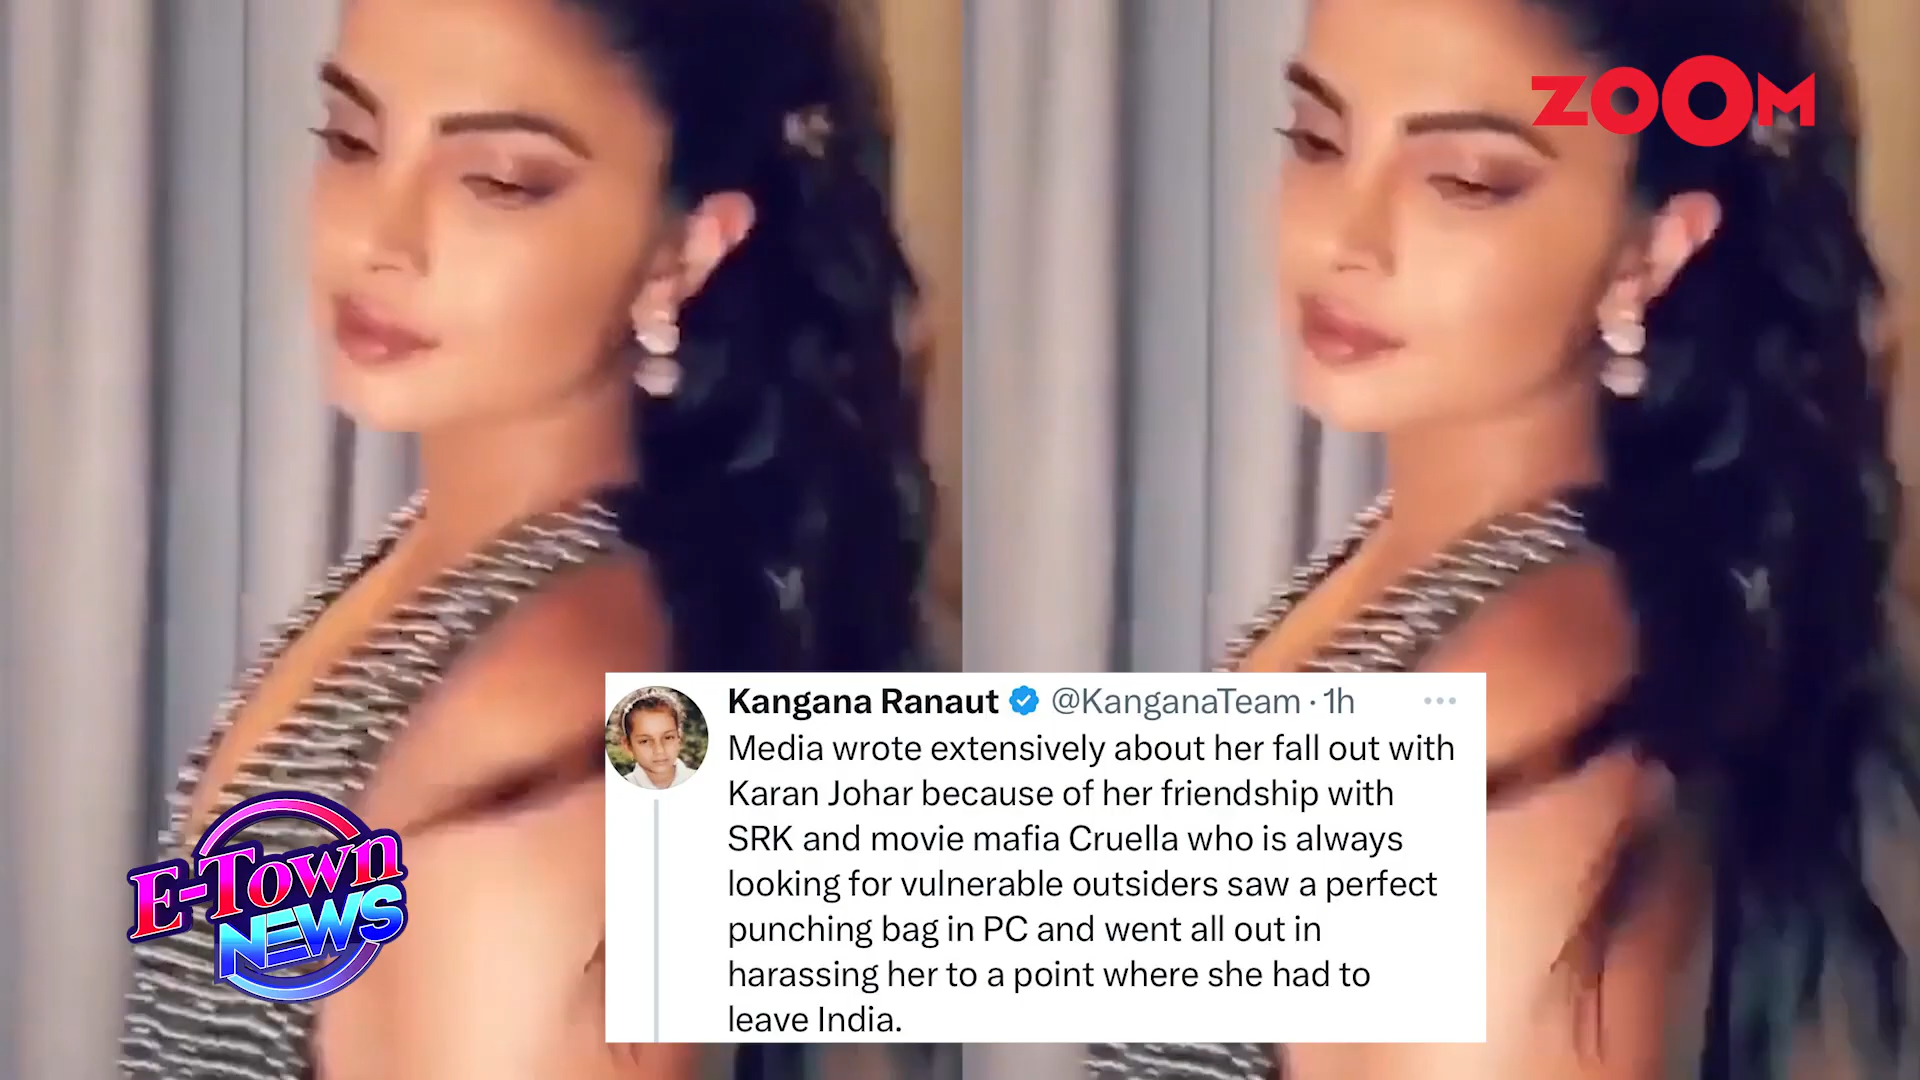 ZOOM
Kangana Ranaut @KanganaTeam · 1h
Media wrote extensively about her fall out with
Karan Johar because of her friendship with
SRK and movie mafia Cruella who is always
looking for vulnerable outsiders saw a perfect
punching bag in PC and went all out in
harassing her to a point where she had to
leave India.
E-TOWN
NEWS